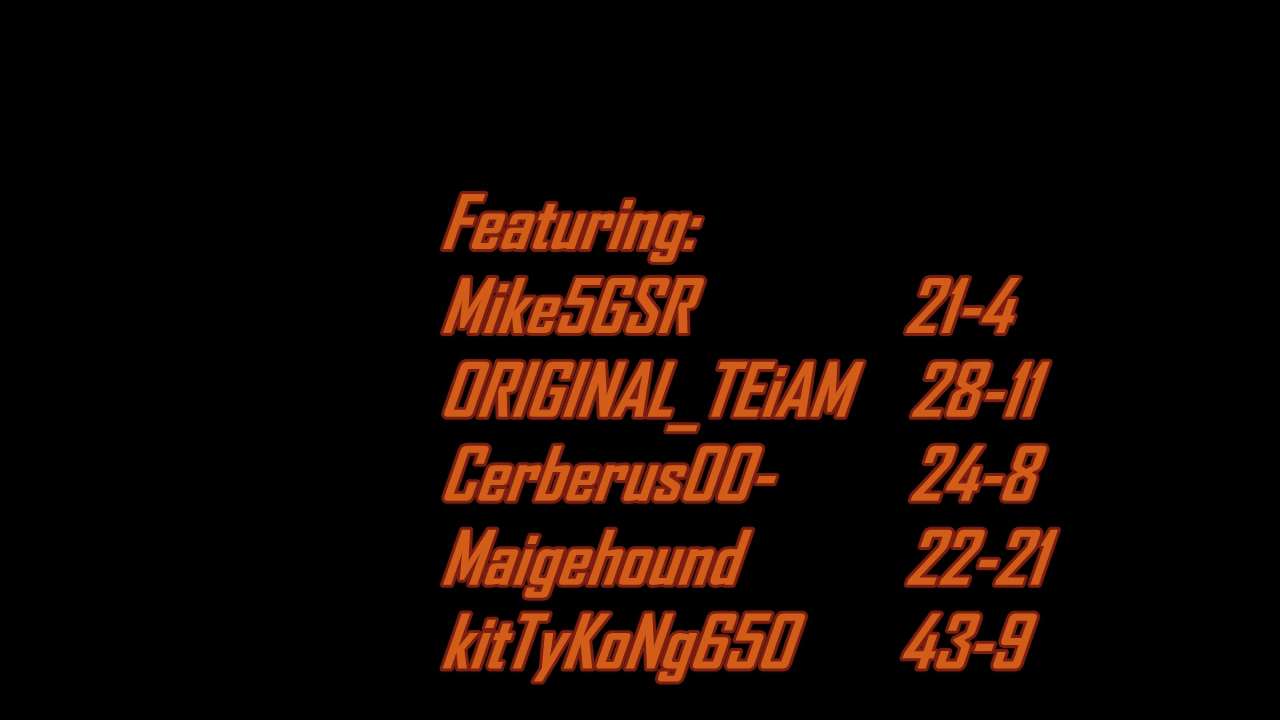 Featuring:
Mike5GSR 21-4
ORIGINAL_TEiAM 28-11
Cerberus00- 24-8
Maigehound 22-21
kitTyKoNg650 43-9